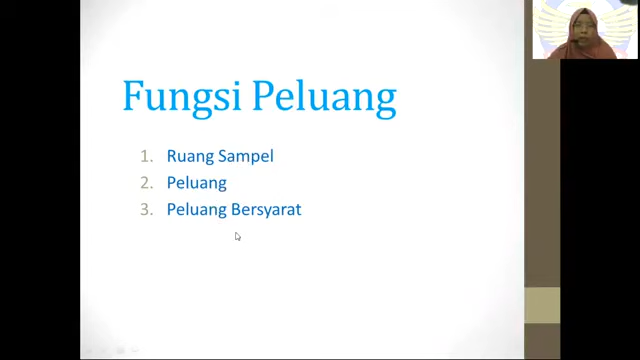 Fungsi Peluang
1. Ruang Sampel
2. Peluang
3. Peluang Bersyarat